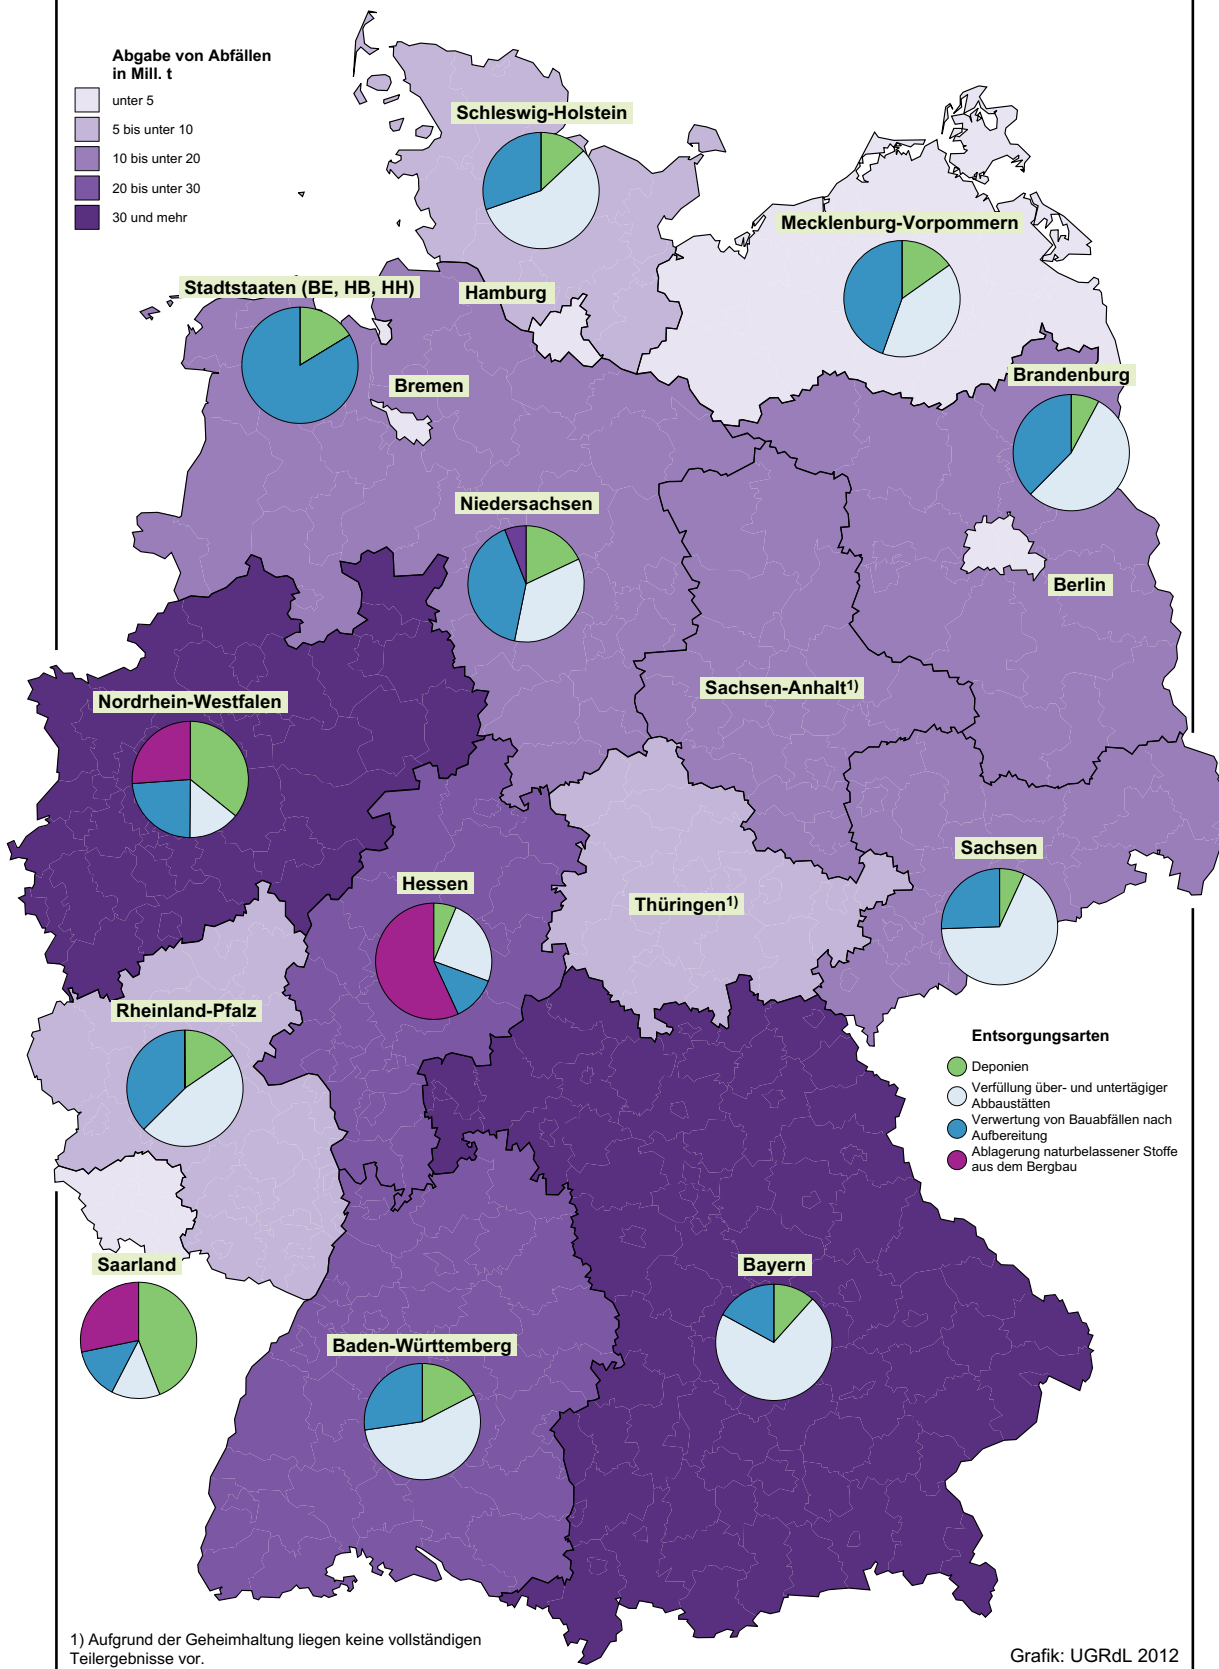 Abgabe von Abfällen
in Mill. t
unter 5
5 bis unter 10
10 bis unter 20
20 bis unter 30
30 und mehr
Schleswig-Holstein
Mecklenburg-Vorpommern
Stadtstaaten (BE, HB, HH)
Hamburg
Bremen
Brandenburg
Niedersachsen
Berlin
Sachsen-Anhalt1)
Nordrhein-Westfalen
Sachsen
Hessen
Thüringen1)
Rheinland-Pfalz
Entsorgungsarten
Deponien
Verfüllung über- und untertägiger
Abbaustätten
Verwertung von Bauabfällen nach
Aufbereitung
Ablagerung naturbelassener Stoffe
aus dem Bergbau
Saarland
Bayern
Baden-Württemberg
1) Aufgrund der Geheimhaltung liegen keine vollständigen
Teilergebnisse vor.
Grafik: UGRdL 2012